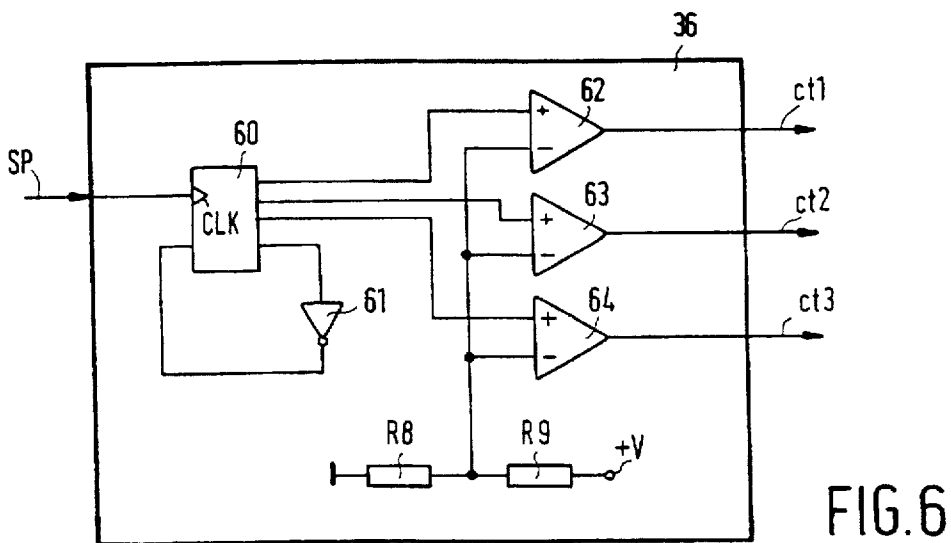 36
62
ct1
60
SP
+
−
63
CLK
ct2
+
−
61
64
ct3
+
−
R8
R9
+V
FIG.6